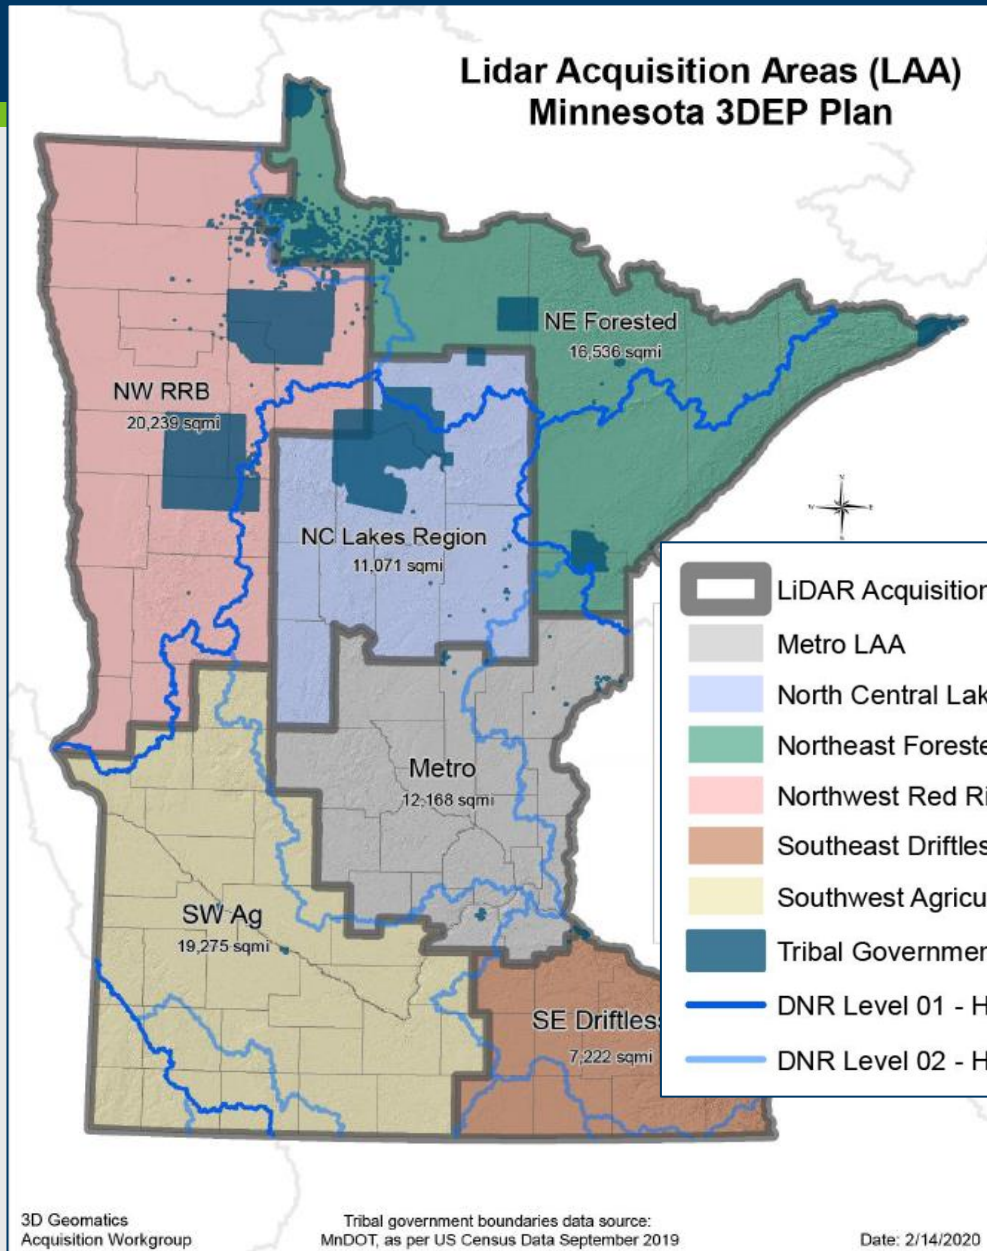 Lidar Acquisition Areas (LAA)
Minnesota 3DEP Plan
NE Forested
16,536 sqmi
NW RRB
20,239 sqmi
NC Lakes Region
11,071 sqmi
N
W
E
LiDAR Acquisition
Metro LAA
North Central Lak
Northeast Foreste
Northwest Red Ri
Southeast Driftles
Southwest Agricu
Tribal Governmen
DNR Level 01 - H
DNR Level 02 - H
Metro
12,168 sqmi
SW Ag
19,275 sqmi
SE Driftless
7,222 sqmi
3D Geomatics
Acquisition Workgroup
Tribal government boundaries data source:
MnDOT, as per US Census Data September 2019
Date: 2/14/2020